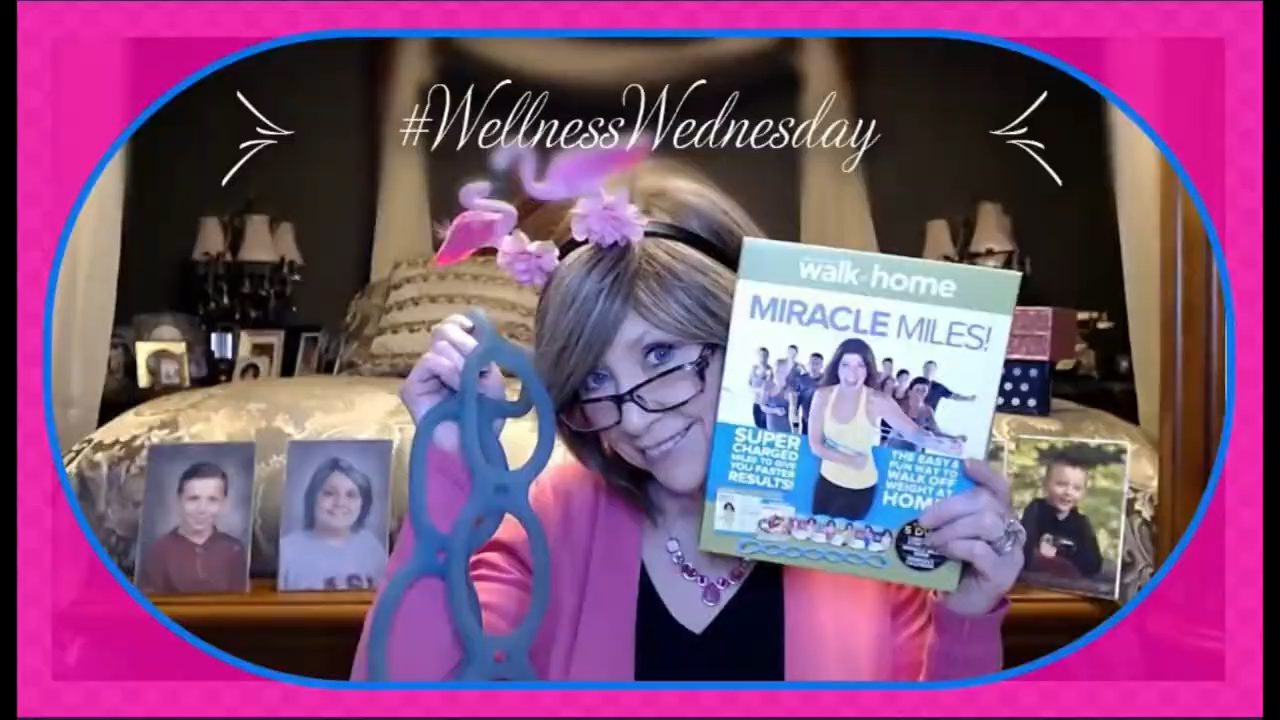 #WellnessWednesday
walk at home
MIRACLE MILES!
SUPER
CHARGED
MILES TO GIVE
YOU FASTER
RESULTS!
THE EASY &
FUN WAY TO
WALK OFF
WEIGHT AT
HOME